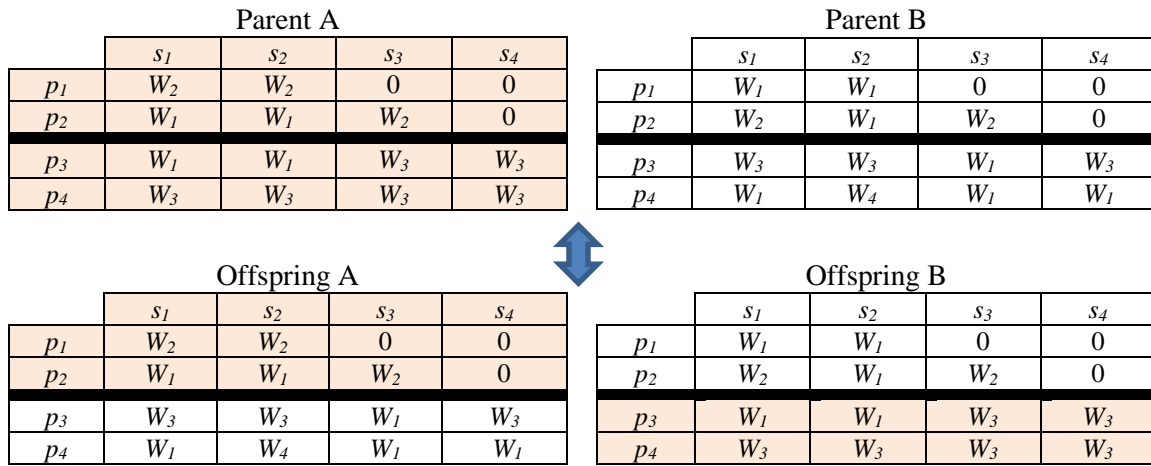 Parent A Parent B
s1 s2 s3 s4 s1 s2 s3 s4
p1 W2 W2 0 0 p1 W1 W1 0 0
p2 W1 W1 W2 0 p2 W2 W1 W2 0
p3 W1 W1 W3 W3 p3 W3 W3 W1 W3
p4 W3 W3 W3 W3 p4 W1 W4 W1 W1
Offspring A Offspring B
s1 s2 s3 s4 s1 s2 s3 s4
p1 W2 W2 0 0 p1 W1 W1 0 0
p2 W1 W1 W2 0 p2 W2 W1 W2 0
p3 W3 W3 W1 W3 p3 W1 W1 W3 W3
p4 W1 W4 W1 W1 p4 W3 W3 W3 W3